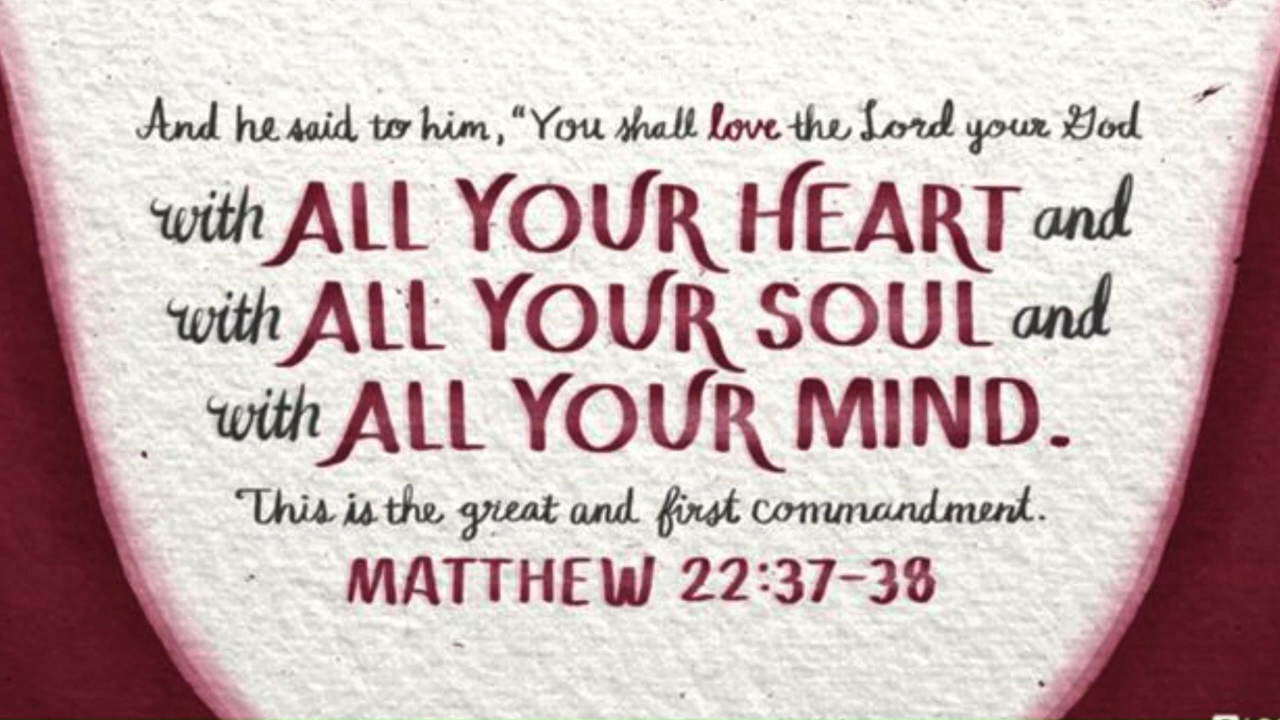 And he said to him, “You shall love the Lord your God
with ALL YOUR HEART and
with ALL YOUR SOUL and
with ALL YOUR MIND.
This is the great and first commandment.
MATTHEW 22:37–38